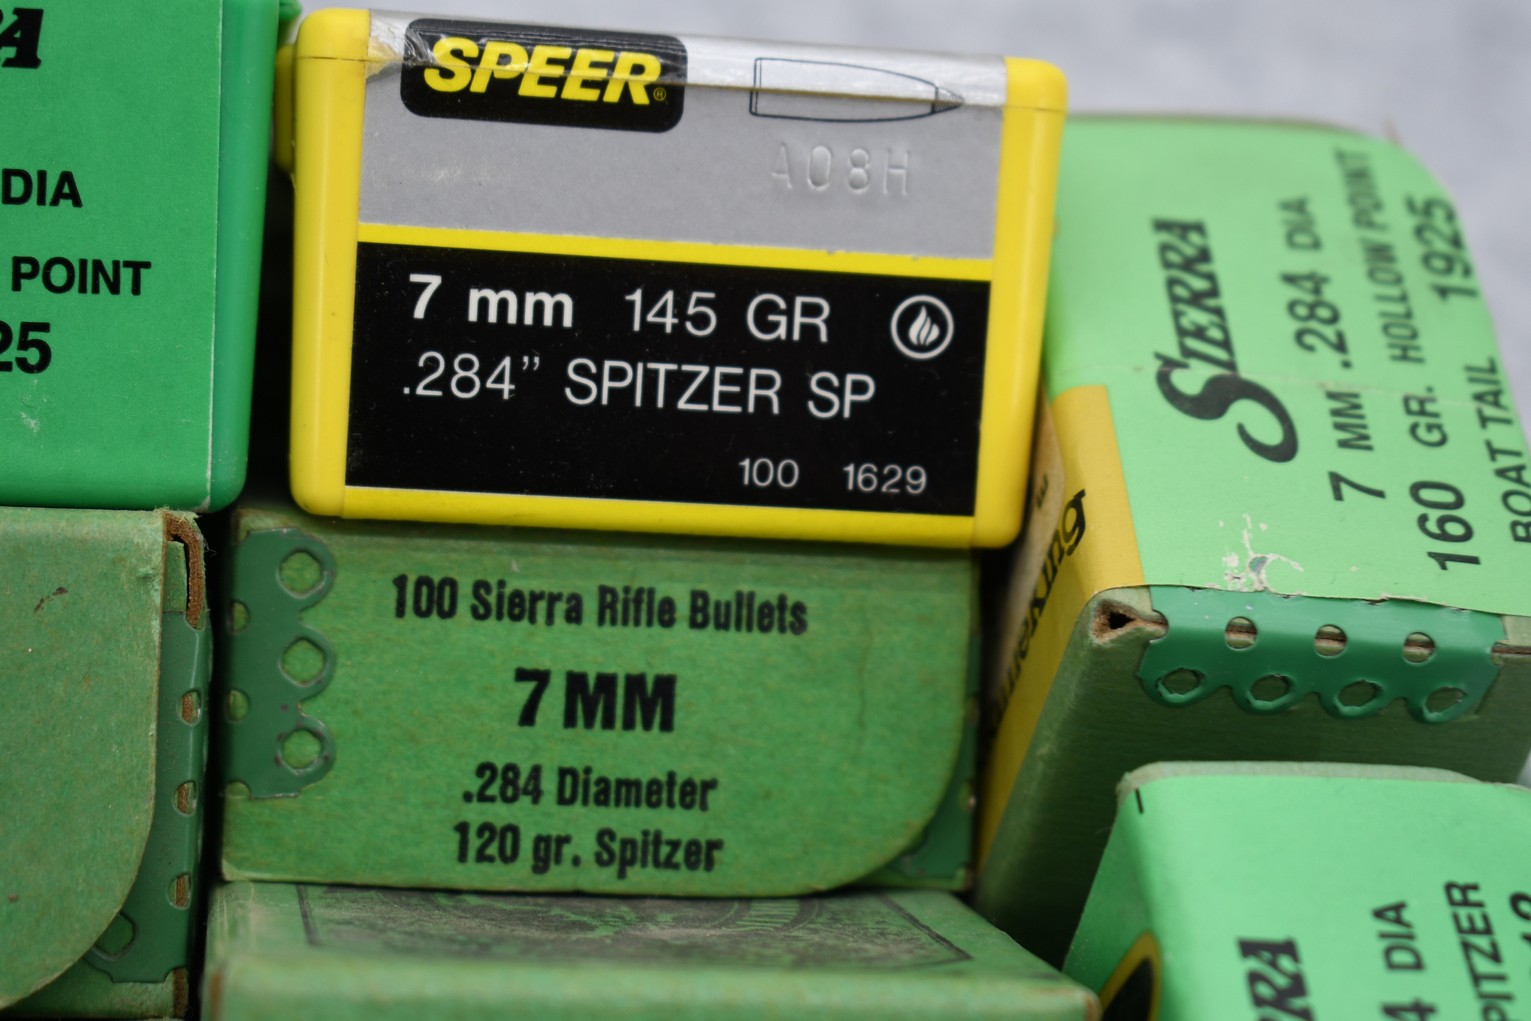 DIA
POINT
25
SPEER®
A08H
7 mm 145 GR
.284” SPITZER SP
100 1629
100 Sierra Rifle Bullets
7 MM
.284 Diameter
120 gr. Spitzer
SIERRA
7 MM .284 DIA
160 GR. HOLLOW POINT
BOAT TAIL 1925
DIA